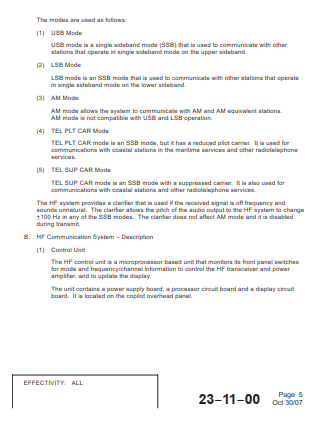 The modes are used as follows:
(1) USB Mode
USB mode is a single sideband mode (SSB) that is used to communicate with other
stations that operate in single sideband mode on the upper sideband.
(2) LSB Mode
LSB mode is an SSB mode that is used to communicate with other stations that operate
in single sideband mode on the lower sideband.
(3) AM Mode
AM mode allows the system to communicate with AM and AM equivalent stations.
AM mode is not compatible with USB and LSB operation.
(4) TEL PLT CAR Mode
TEL PLT CAR mode is an SSB mode, but it has a reduced pilot carrier. It is used for
communications with coastal stations in the maritime services and other radiotelephone
services.
(5) TEL SUP CAR Mode
TEL SUP CAR mode is an SSB mode with a suppressed carrier. It is also used for
communications with coastal and other radiotelephone services.
The HF system provides a clarifier that is used if the received signal is off frequency and
sounds unnatural. The clarifier allows the pitch of the audio output to the HF system to change
±100 Hz in any of the SSB modes. The clarifier does not affect AM mode and it is disabled
during transmit.
B. HF Communication System – Description
(1) Control Unit
The HF control unit is a microprocessor based unit that monitors its front panel switches
for mode and frequency/channel information to control the HF transceiver and power
amplifier, and to update the display.
The unit contains a power supply board, a processor circuit board and a display circuit
board. It is located on the copilot overhead panel.
EFFECTIVITY: ALL
23–11–00
Page 5
Oct 30/07